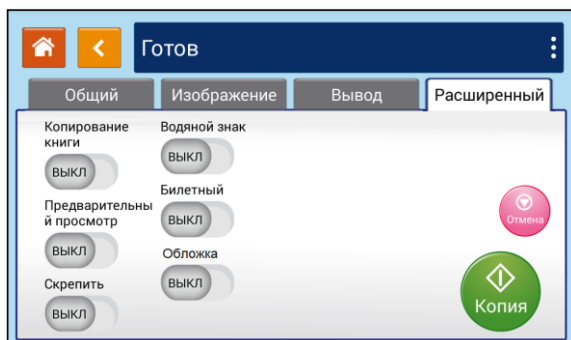 Готов
Общий
Изображение
Вывод
Расширенный
Копирование
книги
ВЫКЛ
Предварительны
й просмотр
ВЫКЛ
Скрепить
ВЫКЛ
Водяной знак
ВЫКЛ
Билетный
ВЫКЛ
Обложка
ВЫКЛ
Отмена
Копия